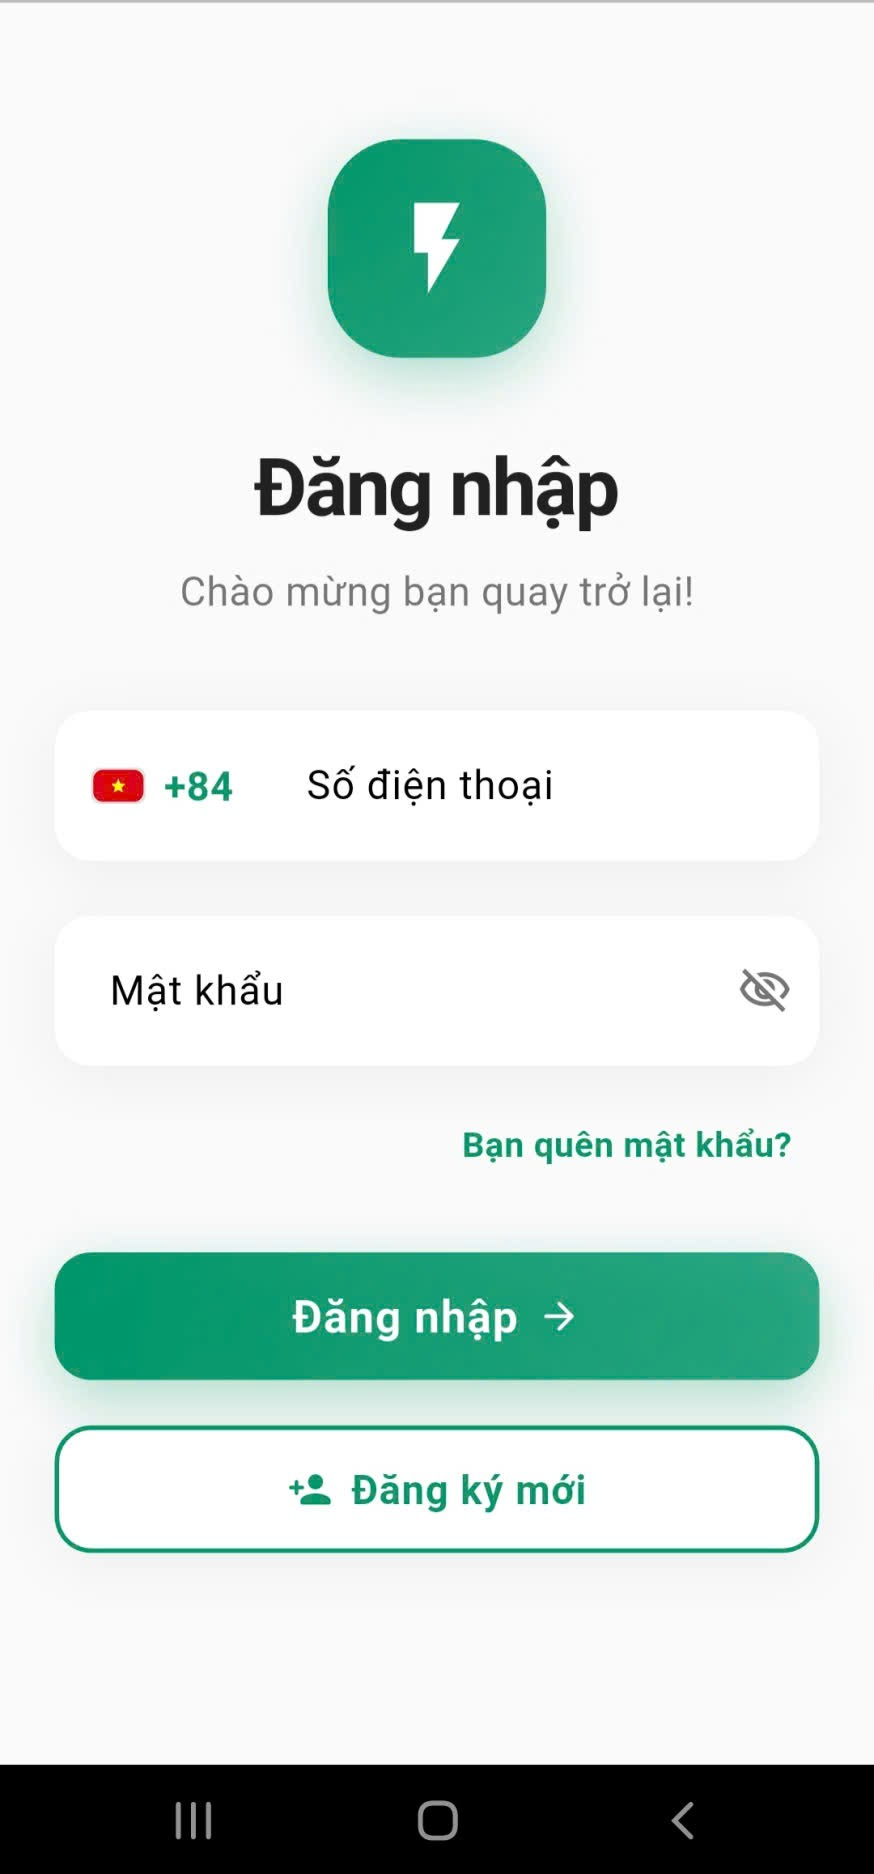 Đăng nhập
Chào mừng bạn quay trở lại!
+84 Số điện thoại
Mật khẩu
Bạn quên mật khẩu?
Đăng nhập
Đăng ký mới